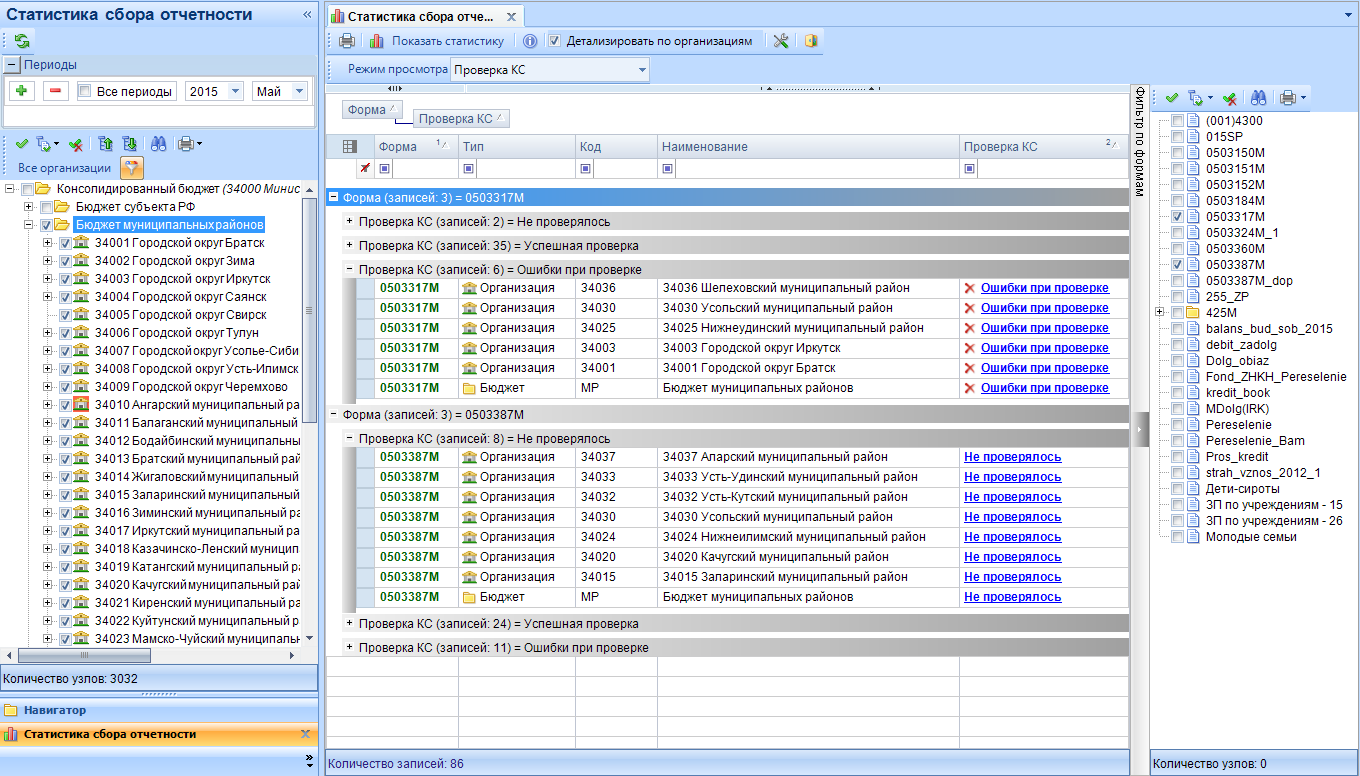 Статистика сбора отчетности
«
Периоды
Все периоды
2015
Май
Все организации
Консолидированный бюджет (34000 Минис
Бюджет субъекта РФ
Бюджет муниципальных районов
34001 Городской округ Братск
34002 Городской округ Зима
34003 Городской округ Иркутск
34004 Городской округ Саянск
34005 Городской округ Свирск
34006 Городской округ Тулун
34007 Городской округ Усолье-Сиби
34008 Городской округ Усть-Илимск
34009 Городской округ Черемхово
34010 Ангарский муниципальный ра
34011 Балаганский муниципальный
34012 Бодайбинский муниципальны
34013 Братский муниципальный рай
34014 Жигаловский муниципальный
34015 Заларинский муниципальный
34016 Зиминский муниципальный ра
34017 Иркутский муниципальный ра
34018 Казачинско-Ленский муницип
34019 Катангский муниципальный ра
34020 Качугский муниципальный рай
34021 Киренский муниципальный ра
34022 Куйтунский муниципальный р
34023 Мамско-Чуйский муниципальн
Количество узлов: 3032
Навигатор
Статистика сбора отчетности
»
Статистика сбора отче...
Показать статистику
Детализировать по организациям
Режим просмотра Проверка КС
Форма
Проверка КС
Форма 1 Тип Код Наименование Проверка КС 2
Форма (записей: 3) = 0503317M
Проверка КС (записей: 2) = Не проверялось
Проверка КС (записей: 35) = Успешная проверка
Проверка КС (записей: 6) = Ошибки при проверке
0503317M Организация 34036 34036 Шелеховский муниципальный район Ошибки при проверке
0503317M Организация 34030 34030 Усольский муниципальный район Ошибки при проверке
0503317M Организация 34025 34025 Нижнеудинский муниципальный район Ошибки при проверке
0503317M Организация 34003 34003 Городской округ Иркутск Ошибки при проверке
0503317M Организация 34001 34001 Городской округ Братск Ошибки при проверке
0503317M Бюджет МР Бюджет муниципальных районов Ошибки при проверке
Форма (записей: 3) = 0503387M
Проверка КС (записей: 8) = Не проверялось
0503387M Организация 34037 34037 Аларский муниципальный район Не проверялось
0503387M Организация 34033 34033 Усть-Удинский муниципальный район Не проверялось
0503387M Организация 34032 34032 Усть-Кутский муниципальный район Не проверялось
0503387M Организация 34030 34030 Усольский муниципальный район Не проверялось
0503387M Организация 34024 34024 Нижнеилимский муниципальный район Не проверялось
0503387M Организация 34020 34020 Качугский муниципальный район Не проверялось
0503387M Организация 34015 34015 Заларинский муниципальный район Не проверялось
0503387M Бюджет МР Бюджет муниципальных районов Не проверялось
Проверка КС (записей: 24) = Успешная проверка
Проверка КС (записей: 11) = Ошибки при проверке
Количество записей: 86
Фильтр по формам
(001)4300
015SP
0503150M
0503151M
0503152M
0503184M
0503317M
0503324M_1
0503360M
0503387M
0503387M_dop
255_ZP
425M
balans_bud_sob_2015
debit_zadolg
Dolg_obiaz
Fond_ZHKH_Pereselenie
kredit_book
MDolg(IRK)
Pereselenie
Pereselenie_Bam
Pros_kredit
strah_vznos_2012_1
Дети-сироты
ЗП по учреждениям - 15
ЗП по учреждениям - 26
Молодые семьи
Количество узлов: 0